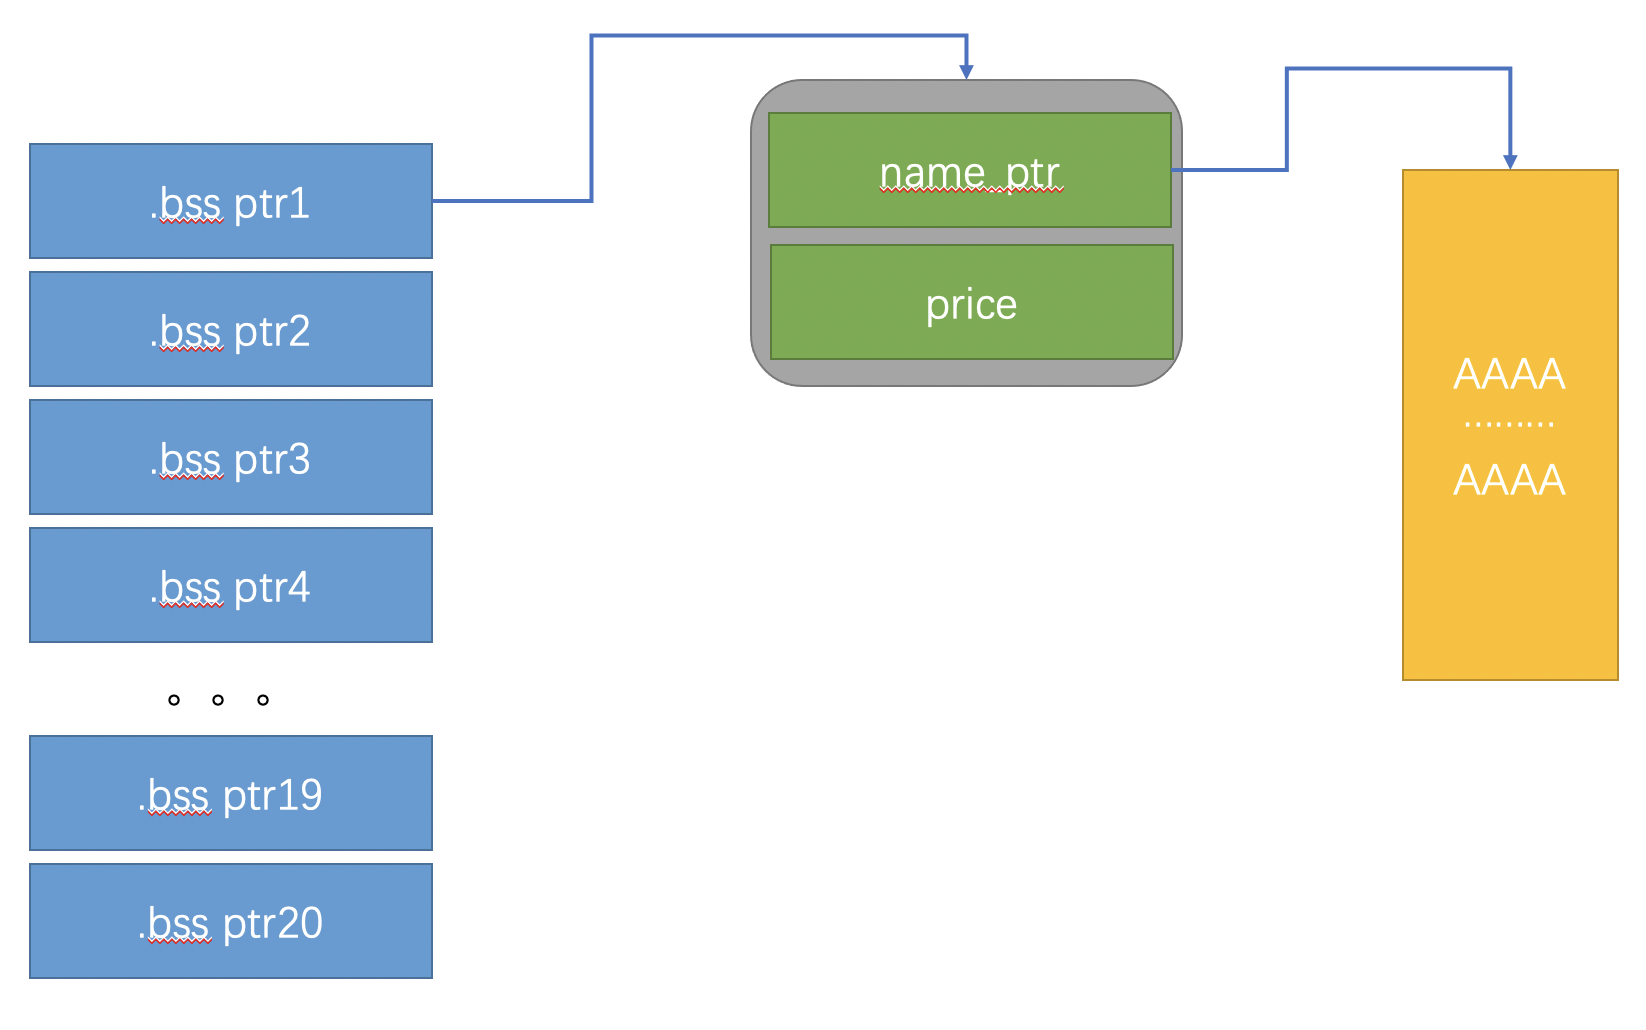 .bss ptr1
.bss ptr2
.bss ptr3
.bss ptr4
。。。
.bss ptr19
.bss ptr20
name_ptr
price
AAAA
………
AAAA